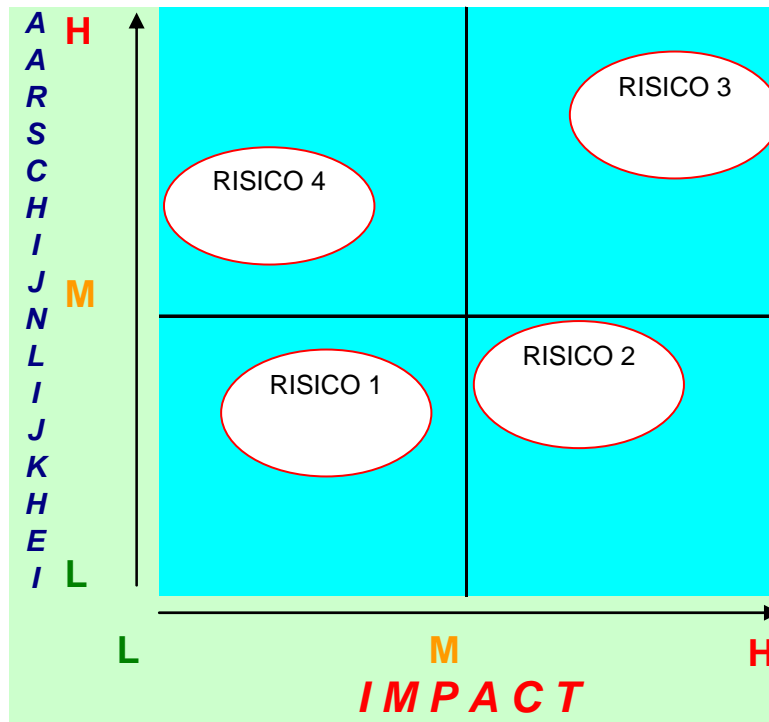 AARSCHIJNLIJKHEI
H
RISICO 3
RISICO 4
M
RISICO 2
RISICO 1
L
L M H
IMPACT